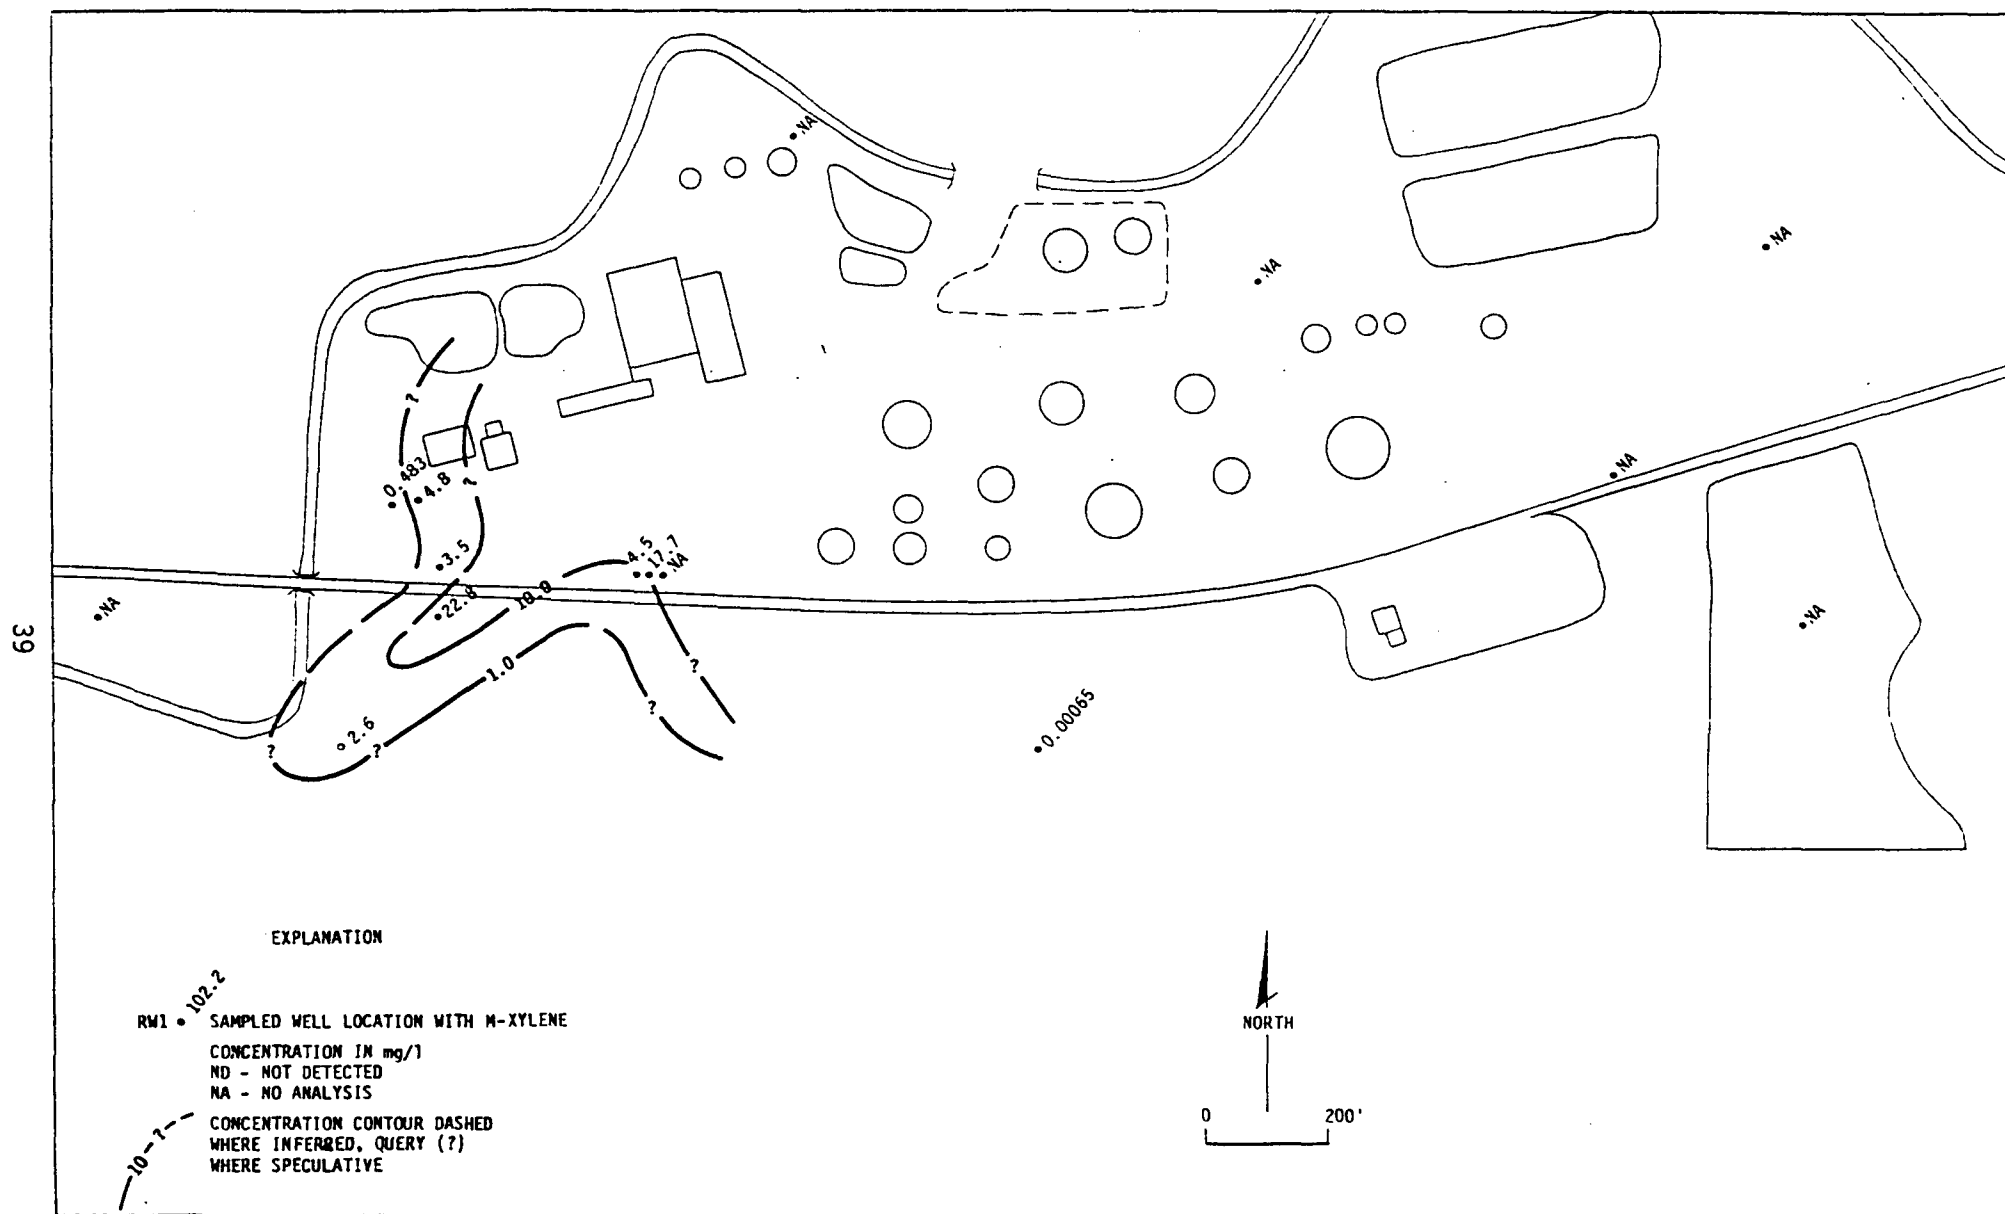 NA
NA
NA
?
0.483
4.8
?
NA
3.5
4.5
17.7
NA
10.0
22.8
NA
NA
39
1.0
?
?
0.00065
2.6
?
?
EXPLANATION
102.2
RW1 SAMPLED WELL LOCATION WITH M-XYLENE
CONCENTRATION IN mg/l
ND - NOT DETECTED
NA - NO ANALYSIS
10-?-- CONCENTRATION CONTOUR DASHED
WHERE INFERRED, QUERY (?)
WHERE SPECULATIVE
NORTH
0 200'